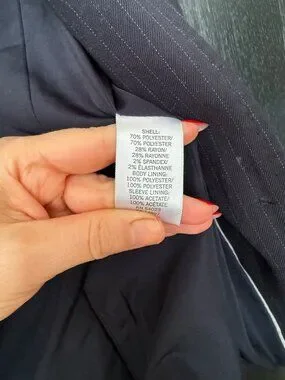 SHELL:
70% POLYESTER/
70% POLYESTER
28% RAYON/
28% RAYONNE
2% SPANDEX/
2% ÉLASTHANNE
BODY LINING:
100% POLYESTER/
100% POLYESTER
SLEEVE LINING:
100% ACETATE/
100% ACÉTATE